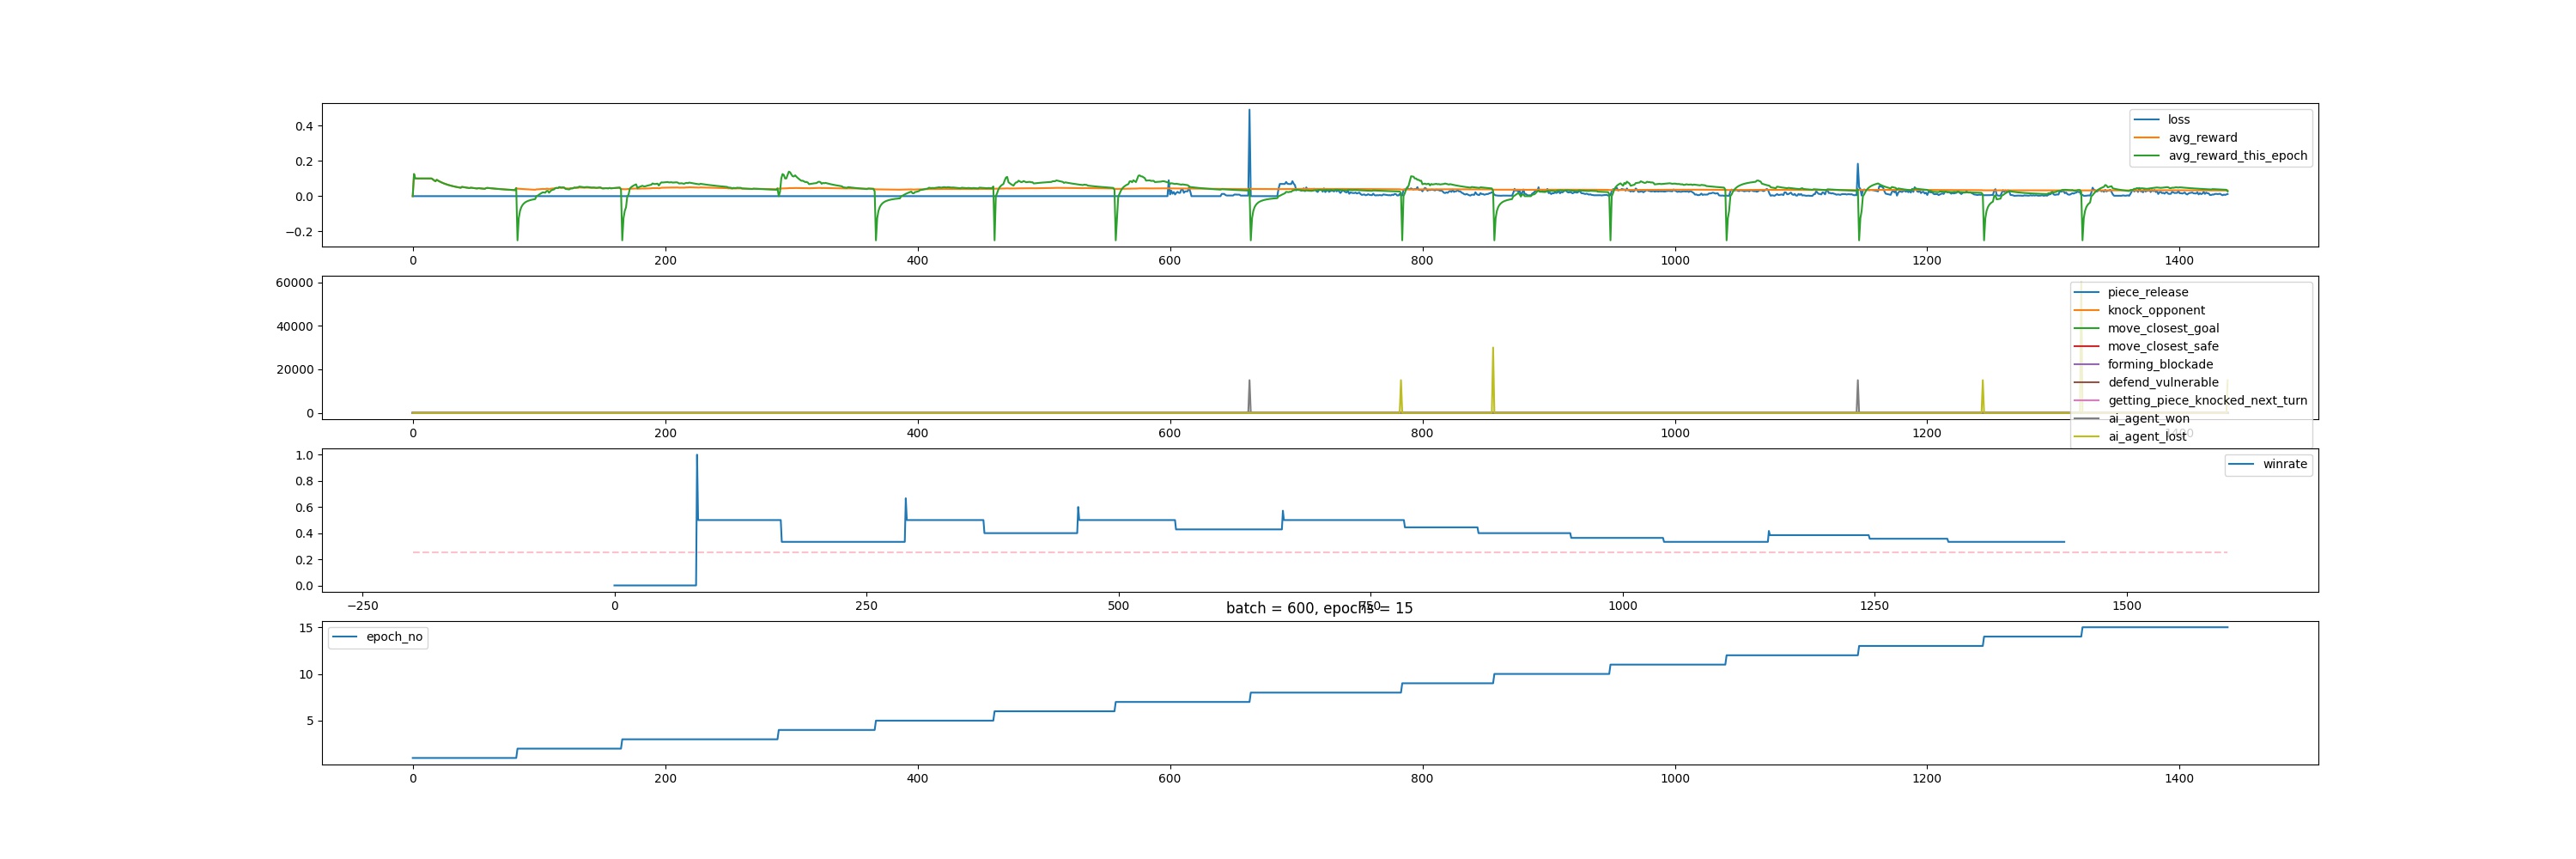 0.4
0.2
0.0
−0.2
loss
avg_reward
avg_reward_this_epoch
0 200 400 600 800 1000 1200 1400
60000
40000
20000
0
piece_release
knock_opponent
move_closest_goal
move_closest_safe
forming_blockade
defend_vulnerable
getting_piece_knocked_next_turn
ai_agent_won
ai_agent_lost
0 200 400 600 800 1000 1200 1400
1.0
0.8
0.6
0.4
0.2
0.0
winrate
−250 0 250 500 750 1000 1250 1500
batch = 600, epochs = 15
15
10
5
epoch_no
0 200 400 600 800 1000 1200 1400